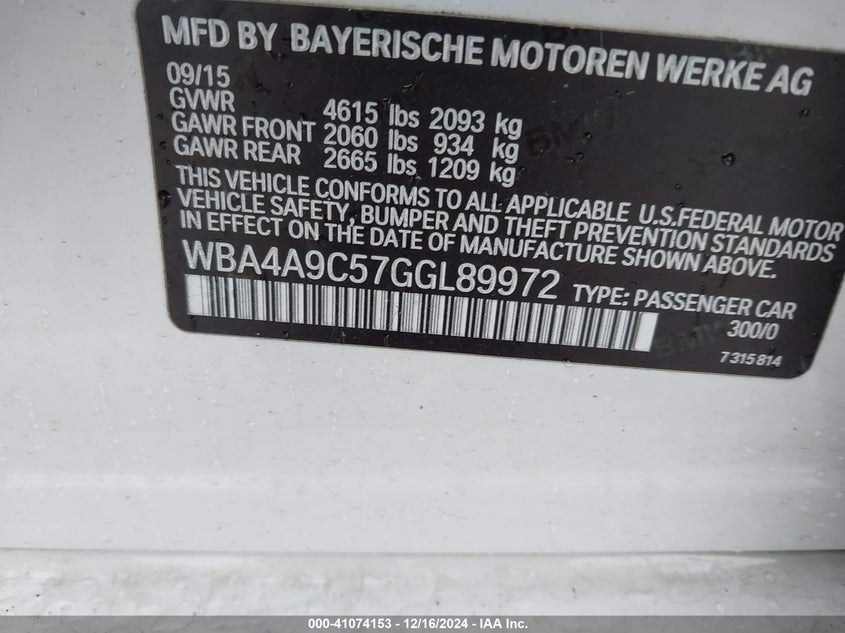 MFD BY BAYERISCHE MOTOREN WERKE AG
09/15
GVWR 4615 lbs 2093 kg
GAWR FRONT 2060 lbs 934 kg
GAWR REAR 2665 lbs 1209 kg
THIS VEHICLE CONFORMS TO ALL APPLICABLE U.S.FEDERAL MOTOR
VEHICLE SAFETY, BUMPER AND THEFT PREVENTION STANDARDS
IN EFFECT ON THE DATE OF MANUFACTURE SHOWN ABOVE.
WBA4A9C57GGL89972 TYPE: PASSENGER CAR
300/0
7 315 814
000-41074153 - 12/16/2024 - IAA Inc.